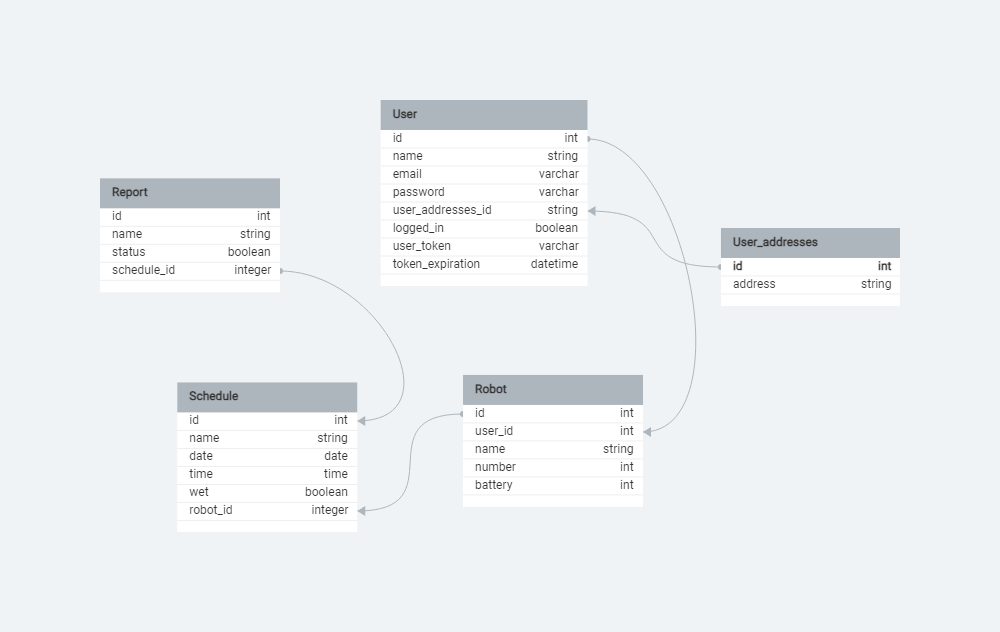 User
id int
name string
email varchar
password varchar
user_addresses_id string
logged_in boolean
user_token varchar
token_expiration datetime
Report
id int
name string
status boolean
schedule_id integer
User_addresses
id int
address string
Schedule
id int
name string
date date
time time
wet boolean
robot_id integer
Robot
id int
user_id int
name string
number int
battery int